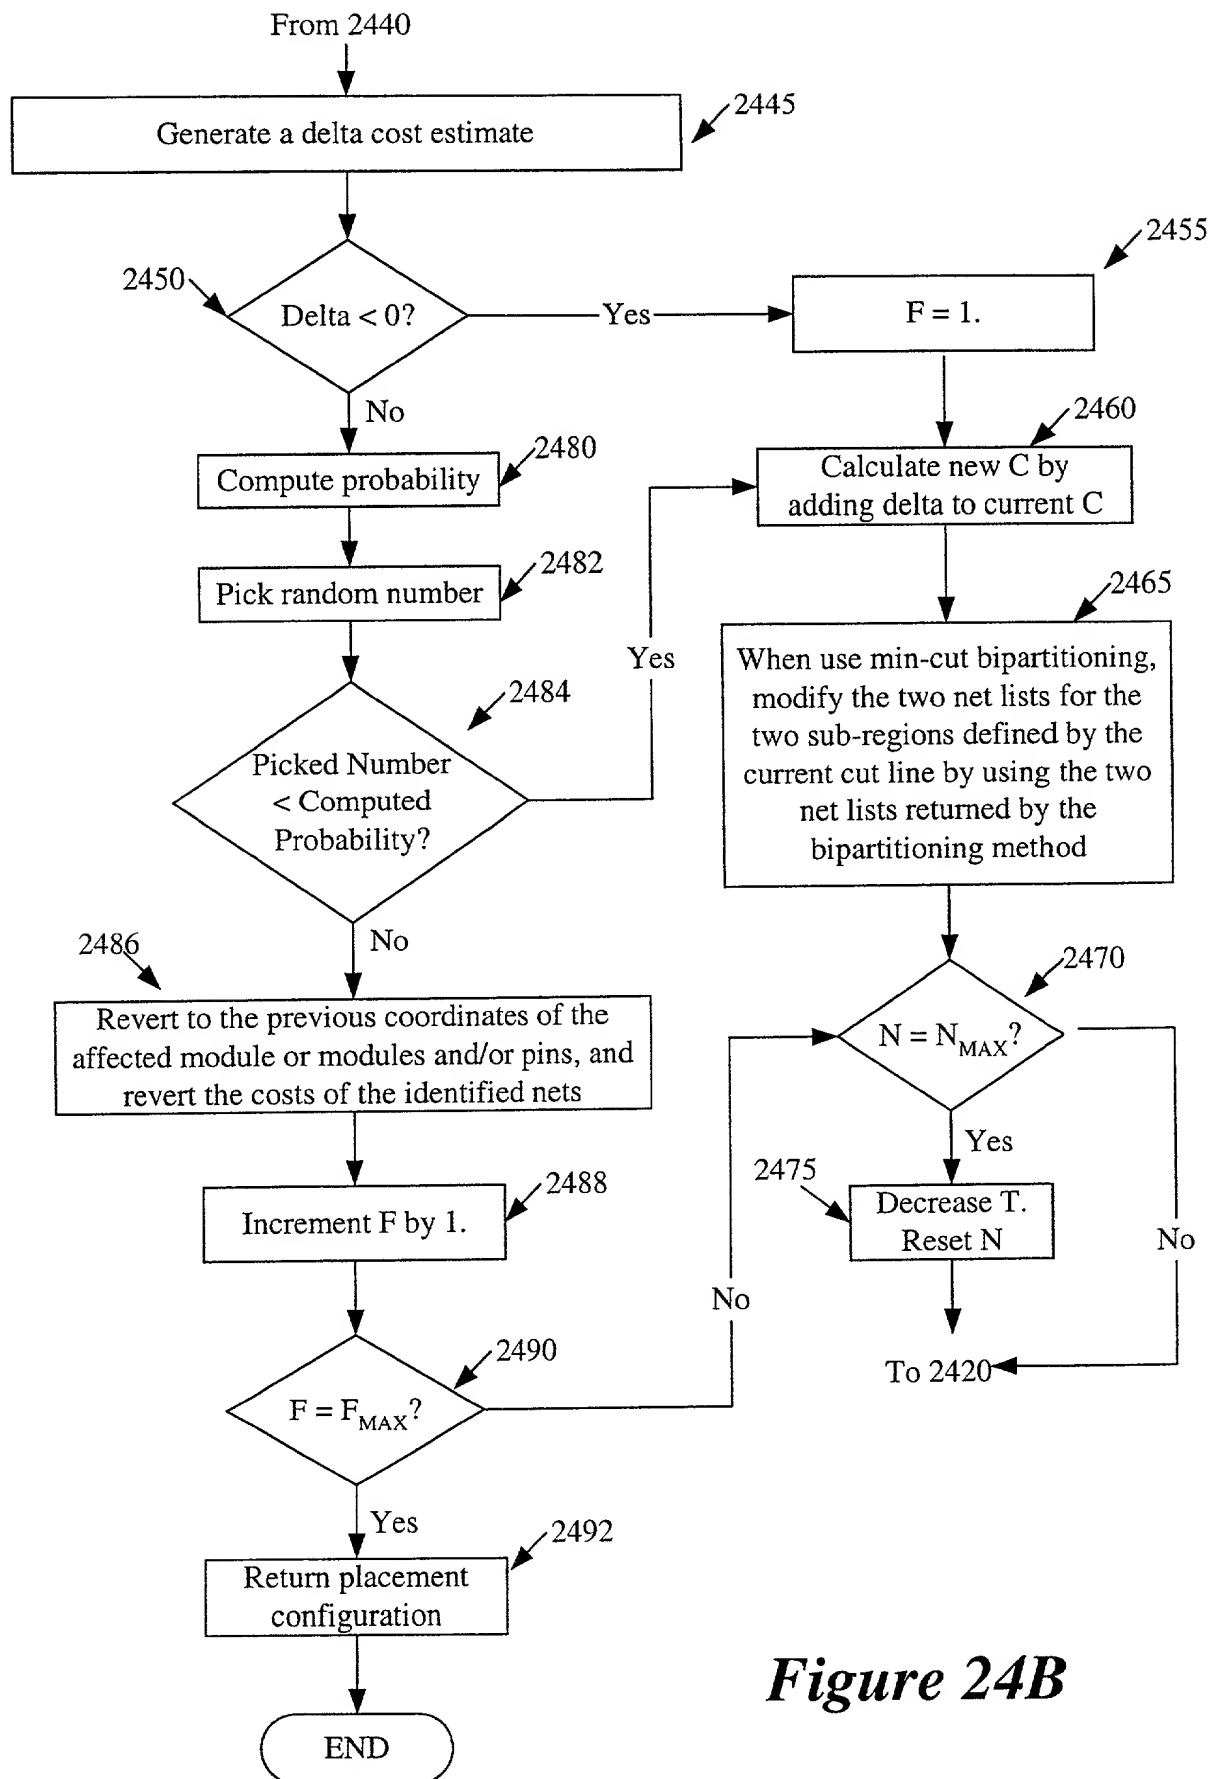 From 2440
Generate a delta cost estimate
2445
2450
Delta < 0?
Yes
2455
F = 1.
No
2480
Compute probability
2460
Calculate new C by
adding delta to current C
2482
Pick random number
2465
When use min-cut bipartitioning,
modify the two net lists for the
two sub-regions defined by the
current cut line by using the two
net lists returned by the
bipartitioning method
Yes
2484
Picked Number
< Computed
Probability?
No
2486
Revert to the previous coordinates of the
affected module or modules and/or pins, and
revert the costs of the identified nets
2470
N = NMAX?
Yes
2475
Decrease T.
Reset N
No
2488
Increment F by 1.
No
To 2420
2490
F = FMAX?
Yes
2492
Return placement
configuration
END
Figure 24B